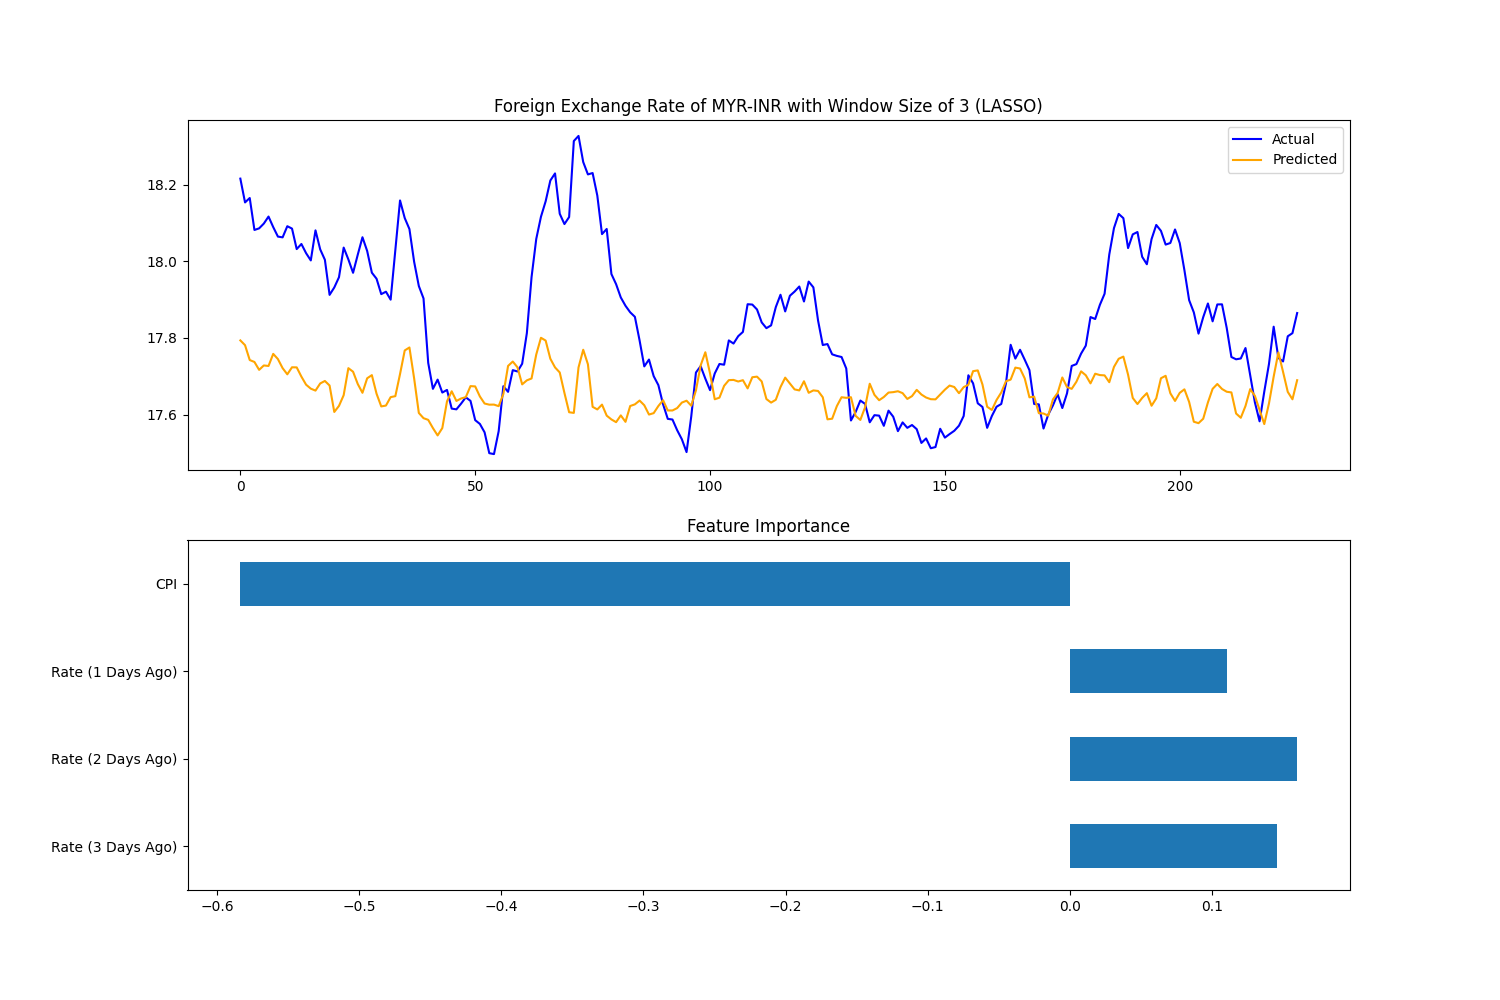 Foreign Exchange Rate of MYR-INR with Window Size of 3 (LASSO)
Actual
Predicted
18.2
18.0
17.8
17.6
0 50 100 150 200
Feature Importance
CPI
Rate (1 Days Ago)
Rate (2 Days Ago)
Rate (3 Days Ago)
−0.6 −0.5 −0.4 −0.3 −0.2 −0.1 0.0 0.1